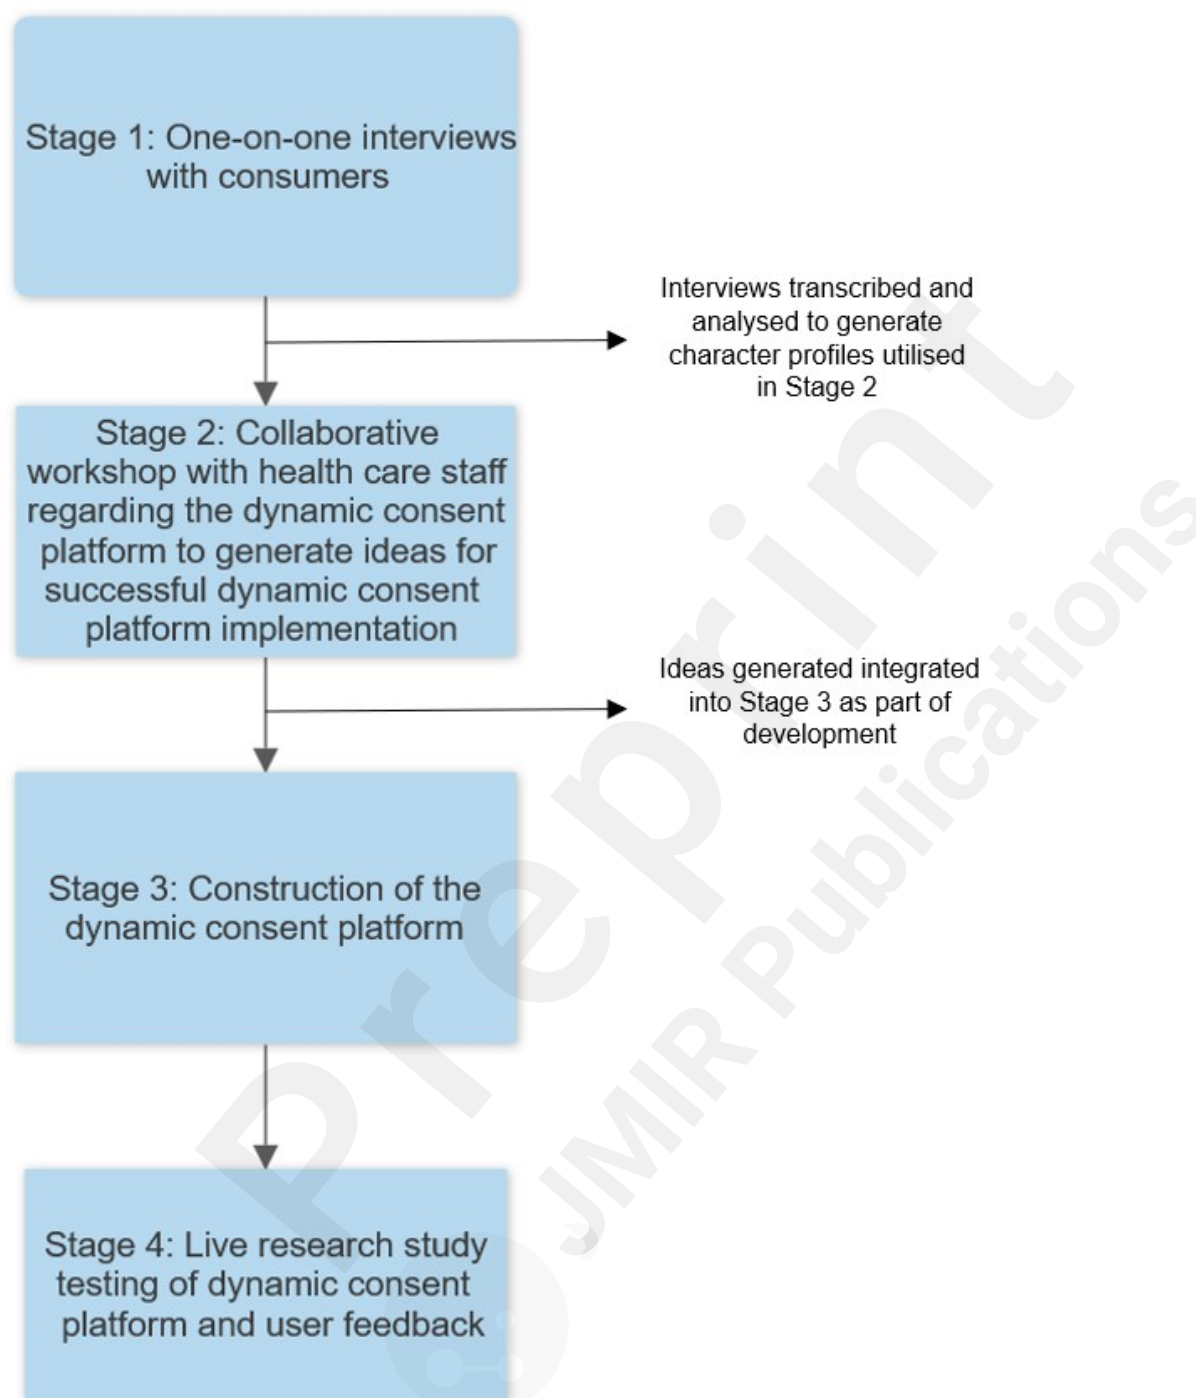 Stage 1: One-on-one interviews
with consumers
Interviews transcribed and
analysed to generate
character profiles utilised
in Stage 2
Stage 2: Collaborative
workshop with health care staff
regarding the dynamic consent
platform to generate ideas for
successful dynamic consent
platform implementation
Ideas generated integrated
into Stage 3 as part of
development
Stage 3: Construction of the
dynamic consent platform
Stage 4: Live research study
testing of dynamic consent
platform and user feedback
Preprint
JMIR Publications